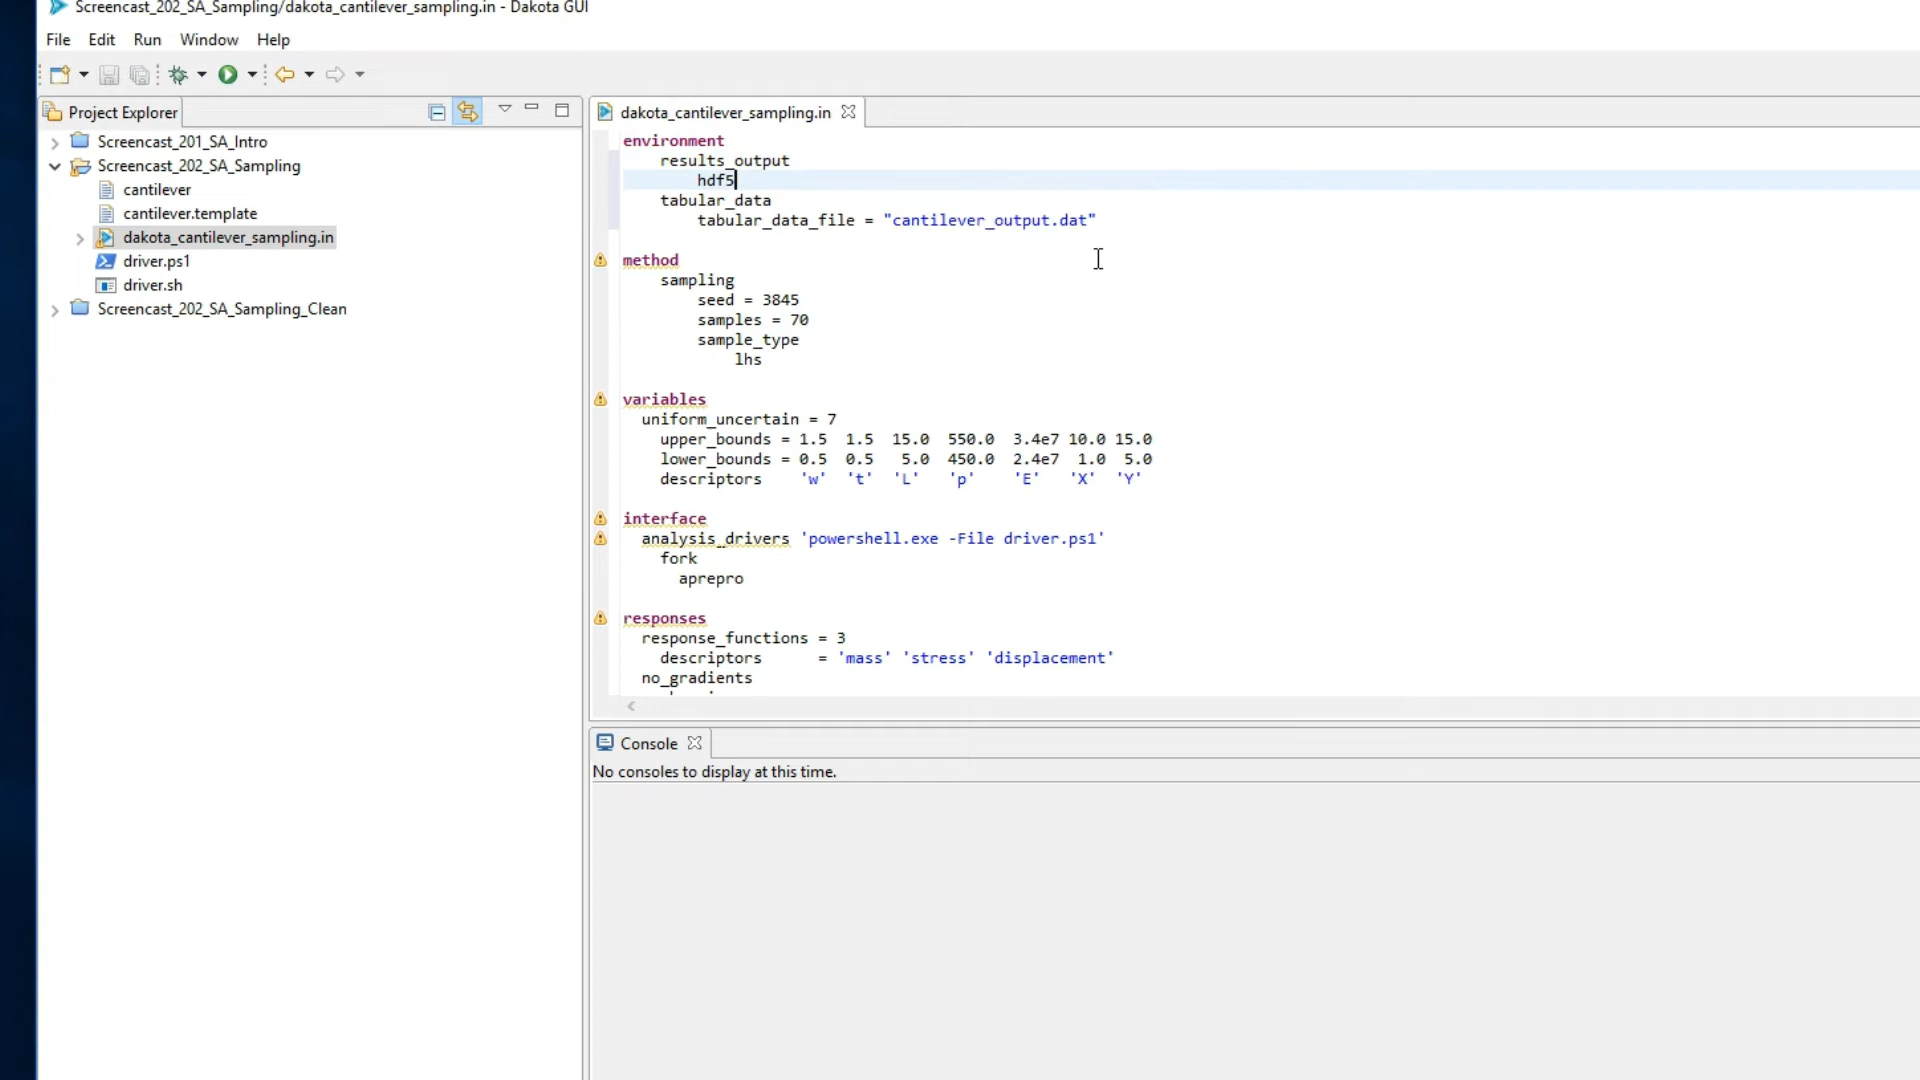 Screencast_202_SA_Sampling/dakota_cantilever_sampling.in - Dakota GUI
File Edit Run Window Help
Project Explorer
Screencast_201_SA_Intro
Screencast_202_SA_Sampling
cantilever
cantilever.template
dakota_cantilever_sampling.in
driver.ps1
driver.sh
Screencast_202_SA_Sampling_Clean
dakota_cantilever_sampling.in
environment
results_output
hdf5
tabular_data
tabular_data_file = "cantilever_output.dat"
method
sampling
seed = 3845
samples = 70
sample_type
lhs
variables
uniform_uncertain = 7
upper_bounds = 1.5 1.5 15.0 550.0 3.4e7 10.0 15.0
lower_bounds = 0.5 0.5 5.0 450.0 2.4e7 1.0 5.0
descriptors 'w' 't' 'L' 'p' 'E' 'X' 'Y'
interface
analysis_drivers 'powershell.exe -File driver.ps1'
fork
aprepro
responses
response_functions = 3
descriptors = 'mass' 'stress' 'displacement'
no_gradients
Console
No consoles to display at this time.